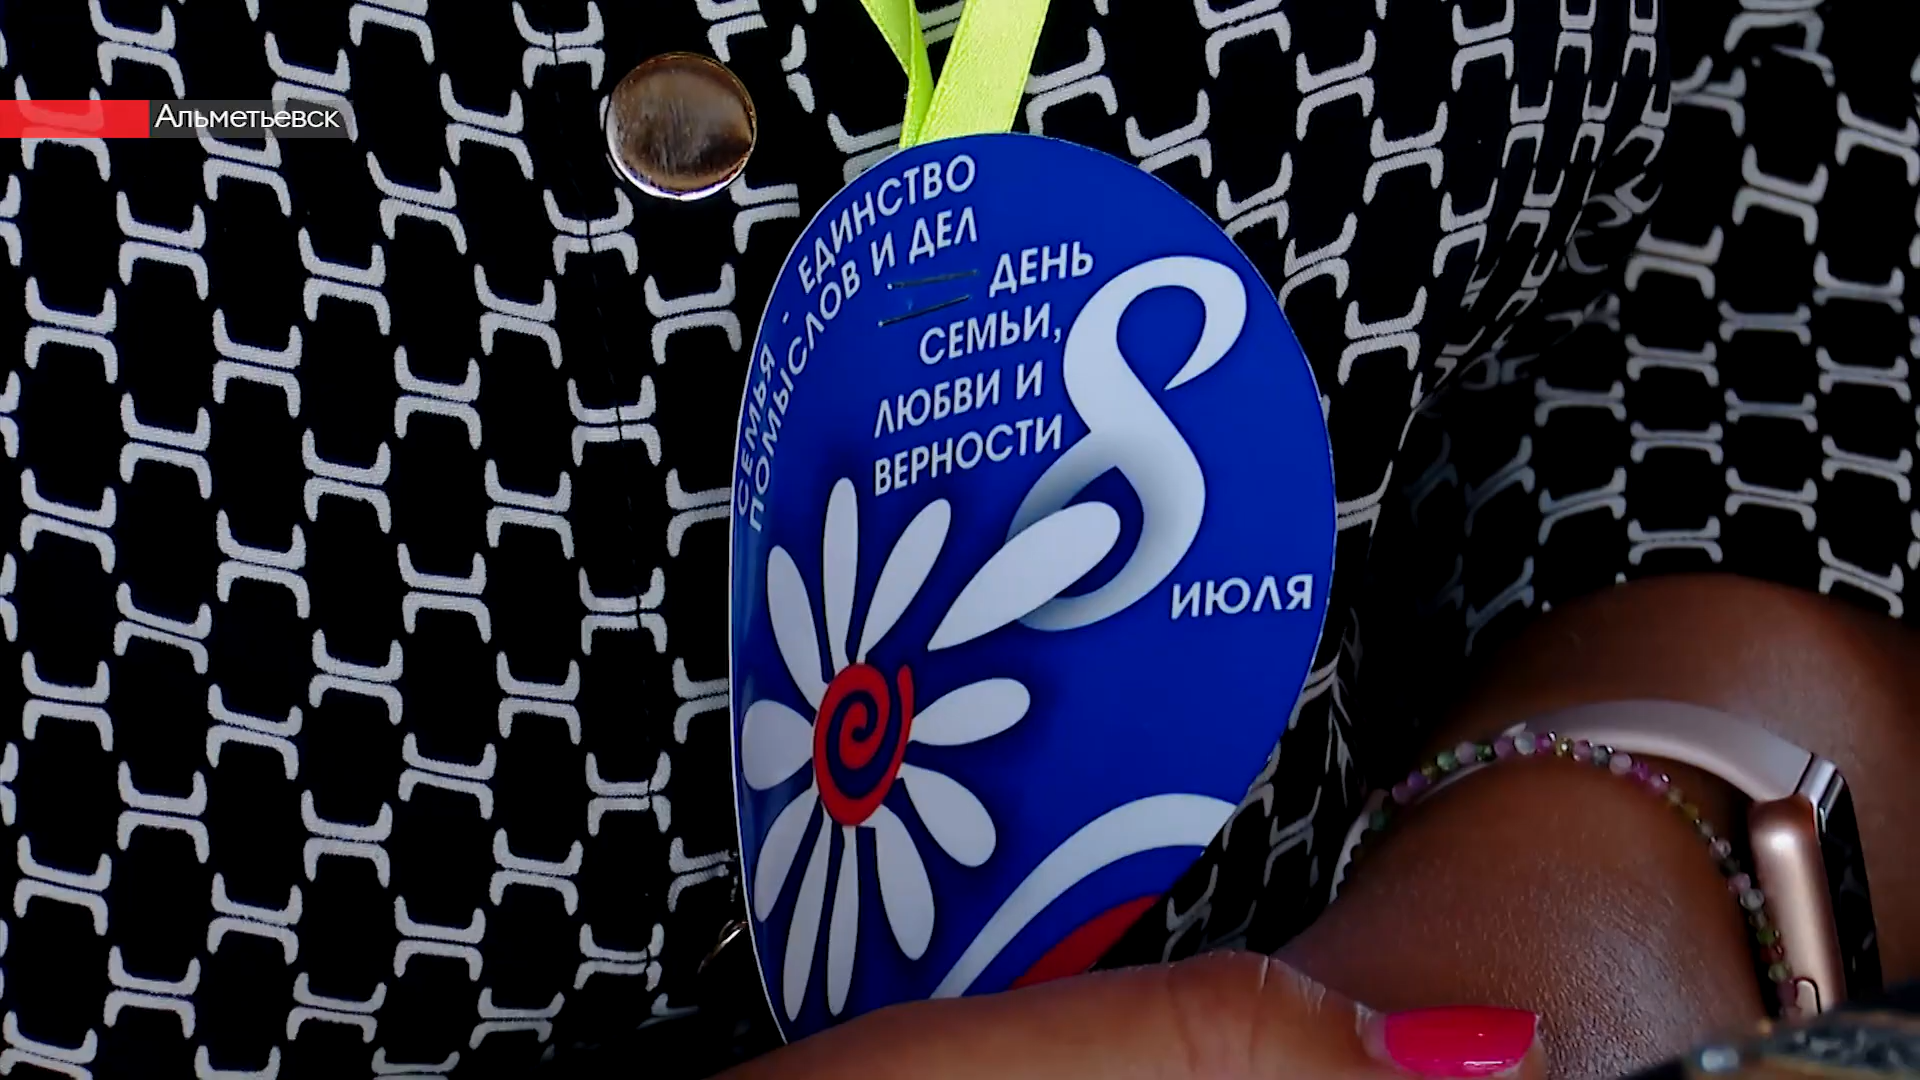 Альметьевск
СЕМЬЯ - ЕДИНСТВО
ПОМЫСЛОВ И ДЕЛ
ДЕНЬ
СЕМЬИ,
ЛЮБВИ И
ВЕРНОСТИ
8
ИЮЛЯ